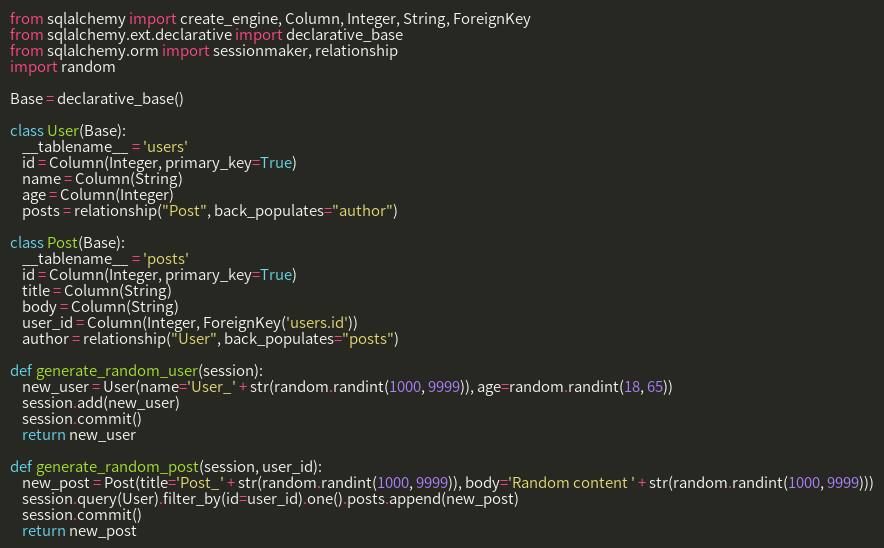 from sqlalchemy import create_engine, Column, Integer, String, ForeignKey
from sqlalchemy.ext.declarative import declarative_base
from sqlalchemy.orm import sessionmaker, relationship
import random

Base = declarative_base()

class User(Base):
    __tablename__ = 'users'
    id = Column(Integer, primary_key=True)
    name = Column(String)
    age = Column(Integer)
    posts = relationship("Post", back_populates="author")

class Post(Base):
    __tablename__ = 'posts'
    id = Column(Integer, primary_key=True)
    title = Column(String)
    body = Column(String)
    user_id = Column(Integer, ForeignKey('users.id'))
    author = relationship("User", back_populates="posts")

def generate_random_user(session):
    new_user = User(name='User_' + str(random.randint(1000, 9999)), age=random.randint(18, 65))
    session.add(new_user)
    session.commit()
    return new_user

def generate_random_post(session, user_id):
    new_post = Post(title='Post_' + str(random.randint(1000, 9999)), body='Random content ' + str(random.randint(1000, 9999)))
    session.query(User).filter_by(id=user_id).one().posts.append(new_post)
    session.commit()
    return new_post